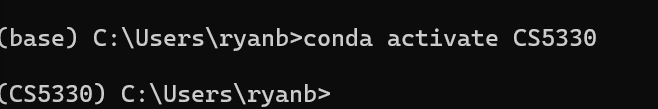 (base) C:\Users\ryanb>conda activate CS5330
(CS5330) C:\Users\ryanb>